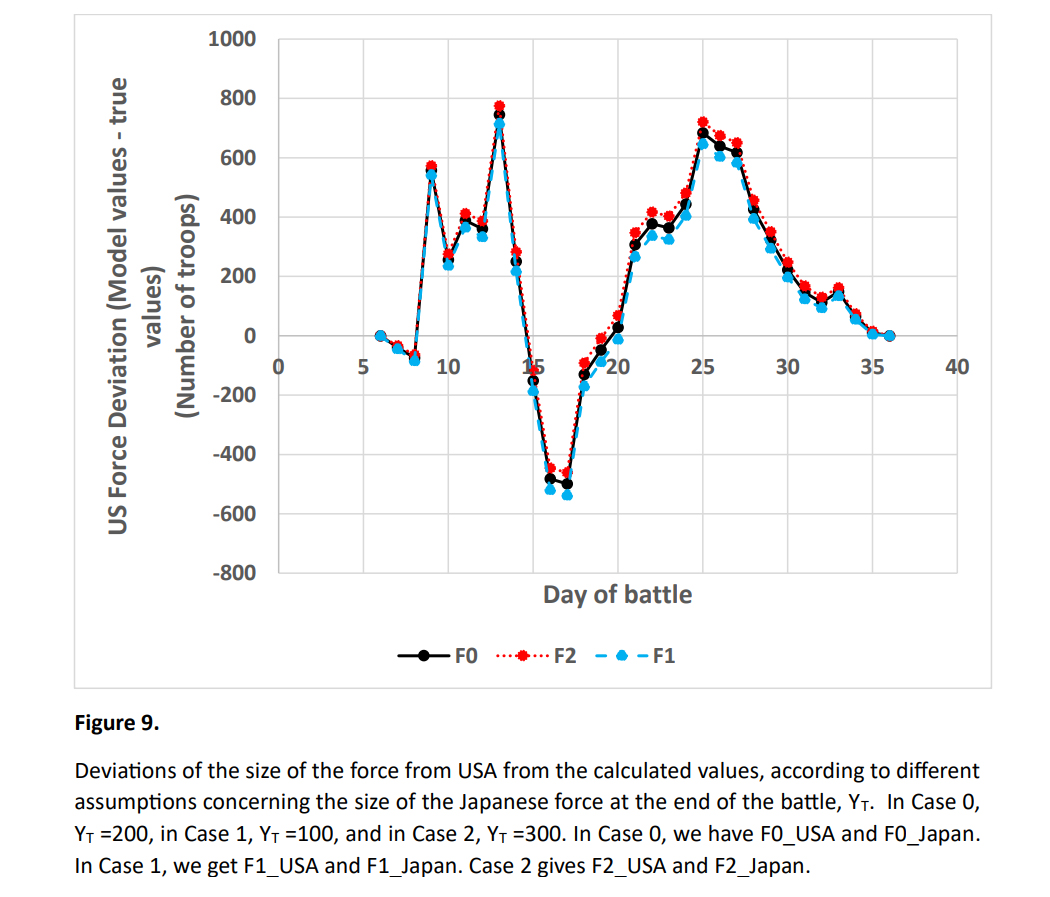 1000
800
600
400
200
0
-200
-400
-600
-800
US Force Deviation (Model values - true
values)
(Number of troops)
0 5 10 15 20 25 30 35 40
Day of battle
F0 F2 F1
Figure 9.
Deviations of the size of the force from USA from the calculated values, according to different
assumptions concerning the size of the Japanese force at the end of the battle, YT. In Case 0,
YT =200, in Case 1, YT =100, and in Case 2, YT =300. In Case 0, we have F0_USA and F0_Japan.
In Case 1, we get F1_USA and F1_Japan. Case 2 gives F2_USA and F2_Japan.